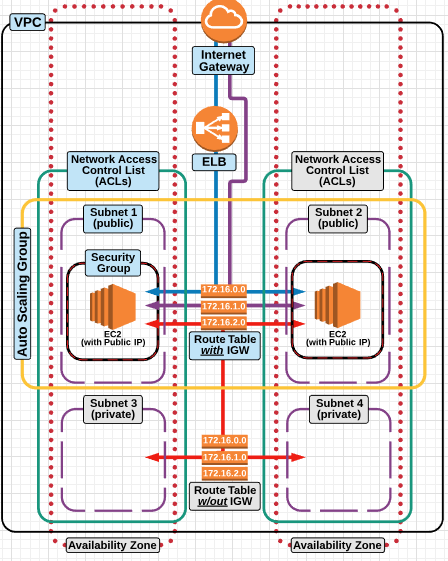 VPC
Internet
Gateway
ELB
Network Access
Control List
(ACLs)
Network Access
Control List
(ACLs)
Auto Scaling Group
Subnet 1
(public)
Subnet 2
(public)
Security
Group
EC2
(with Public IP)
172.16.0.0
172.16.1.0
172.16.2.0
EC2
(with Public IP)
Route Table
with IGW
Subnet 3
(private)
Subnet 4
(private)
172.16.0.0
172.16.1.0
172.16.2.0
Route Table
w/out IGW
Availability Zone
Availability Zone